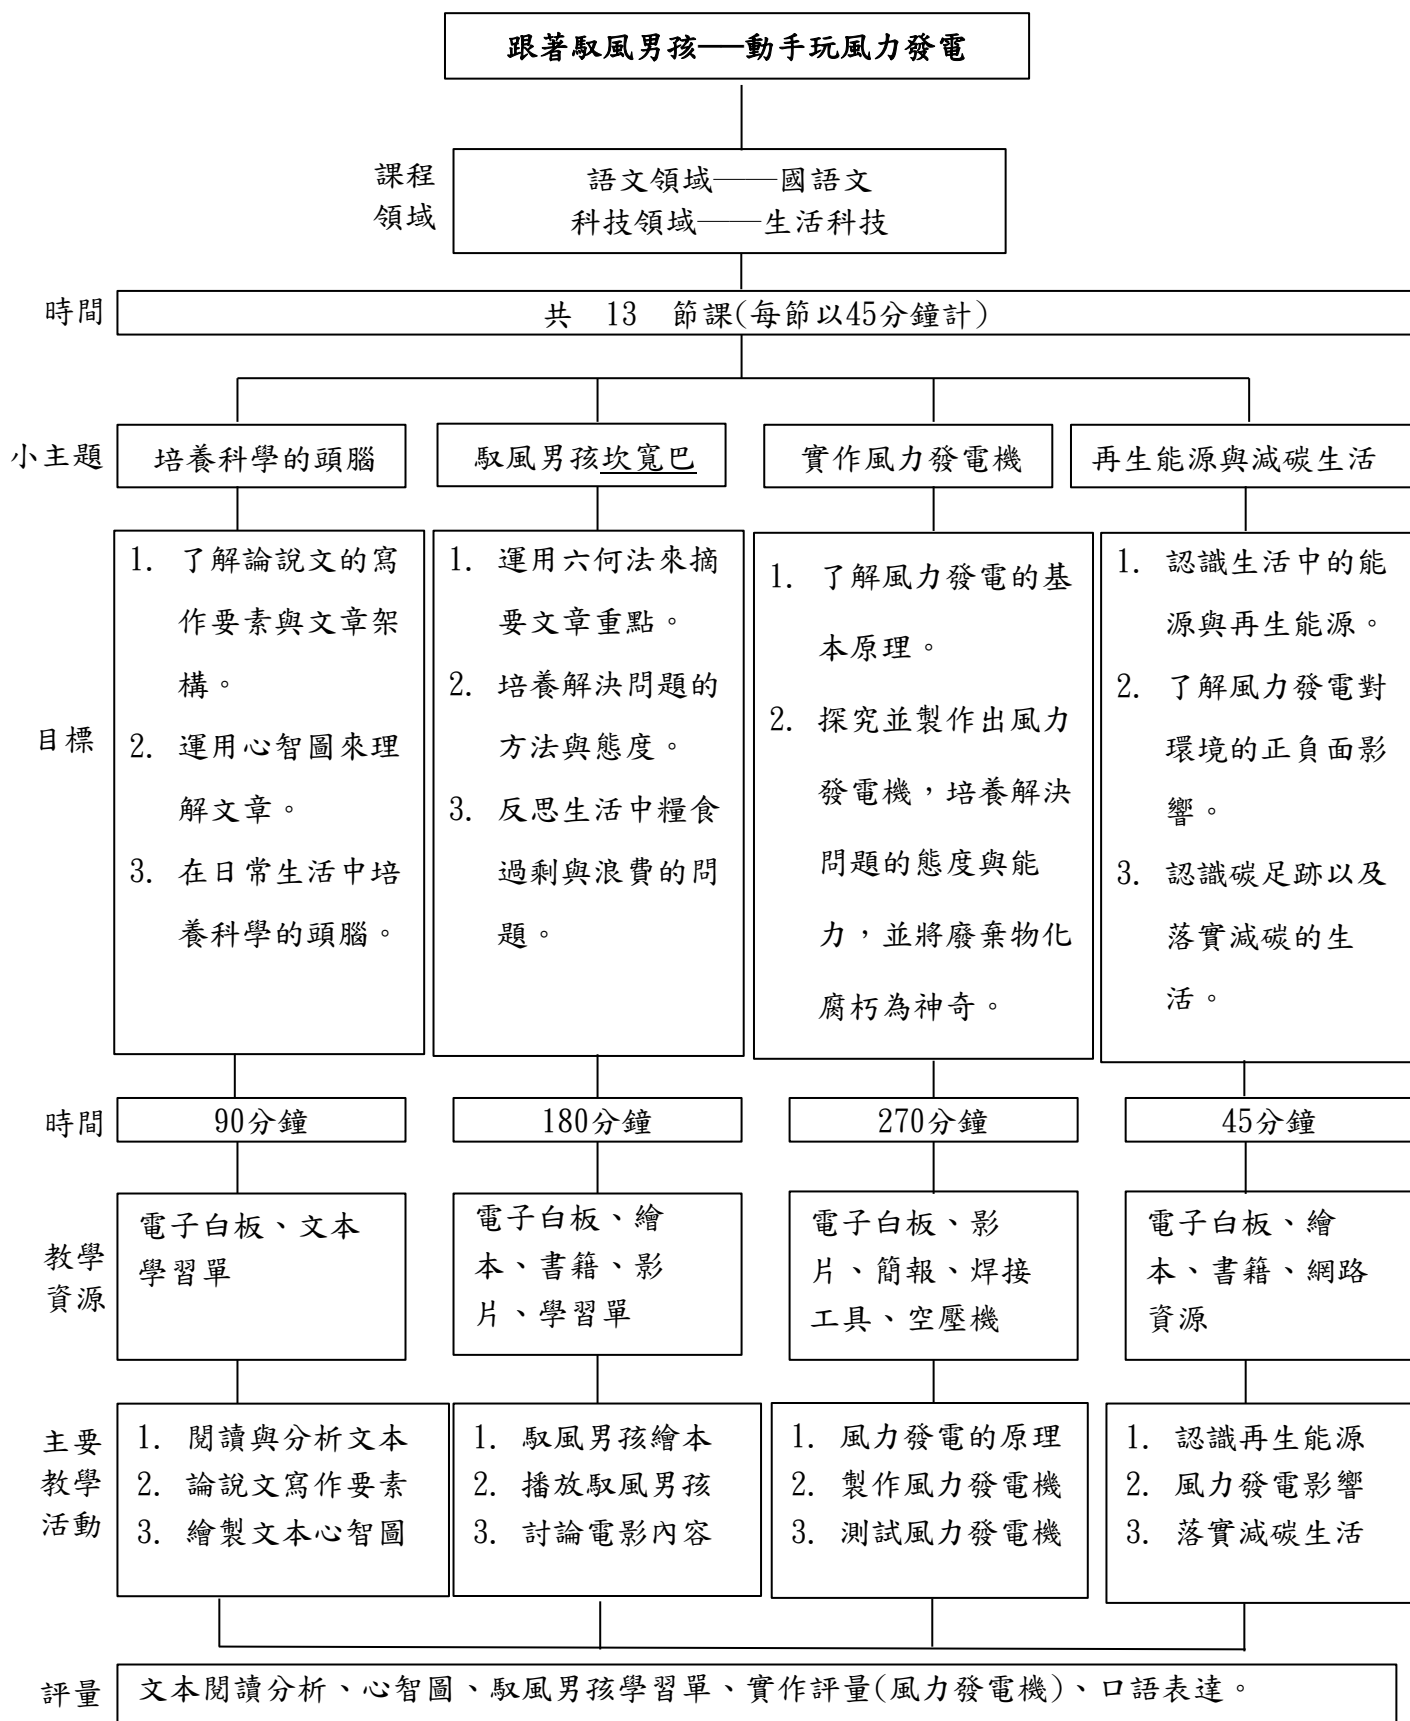 跟著馭風男孩──動手玩風力發電
課程
領域
語文領域──國語文
科技領域──生活科技
時間
共 13 節課(每節以45分鐘計)
小主題
培養科學的頭腦
馭風男孩坎寬巴
實作風力發電機
再生能源與減碳生活
目標
1. 了解論說文的寫
作要素與文章架
構。
2. 運用心智圖來理
解文章。
3. 在日常生活中培
養科學的頭腦。
1. 運用六何法來摘
要文章重點。
2. 培養解決問題的
方法與態度。
3. 反思生活中糧食
過剩與浪費的問
題。
1. 了解風力發電的基
本原理。
2. 探究並製作出風力
發電機，培養解決
問題的態度與能
力，並將廢棄物化
腐朽為神奇。
1. 認識生活中的能
源與再生能源。
2. 了解風力發電對
環境的正負面影
響。
3. 認識碳足跡以及
落實減碳的生
活。
時間
90分鐘
180分鐘
270分鐘
45分鐘
教學
資源
電子白板、文本
學習單
電子白板、繪
本、書籍、影
片、學習單
電子白板、影
片、簡報、焊接
工具、空壓機
電子白板、繪
本、書籍、網路
資源
主要
教學
活動
1. 閱讀與分析文本
2. 論說文寫作要素
3. 繪製文本心智圖
1. 馭風男孩繪本
2. 播放馭風男孩
3. 討論電影內容
1. 風力發電的原理
2. 製作風力發電機
3. 測試風力發電機
1. 認識再生能源
2. 風力發電影響
3. 落實減碳生活
評量
文本閱讀分析、心智圖、馭風男孩學習單、實作評量(風力發電機)、口語表達。